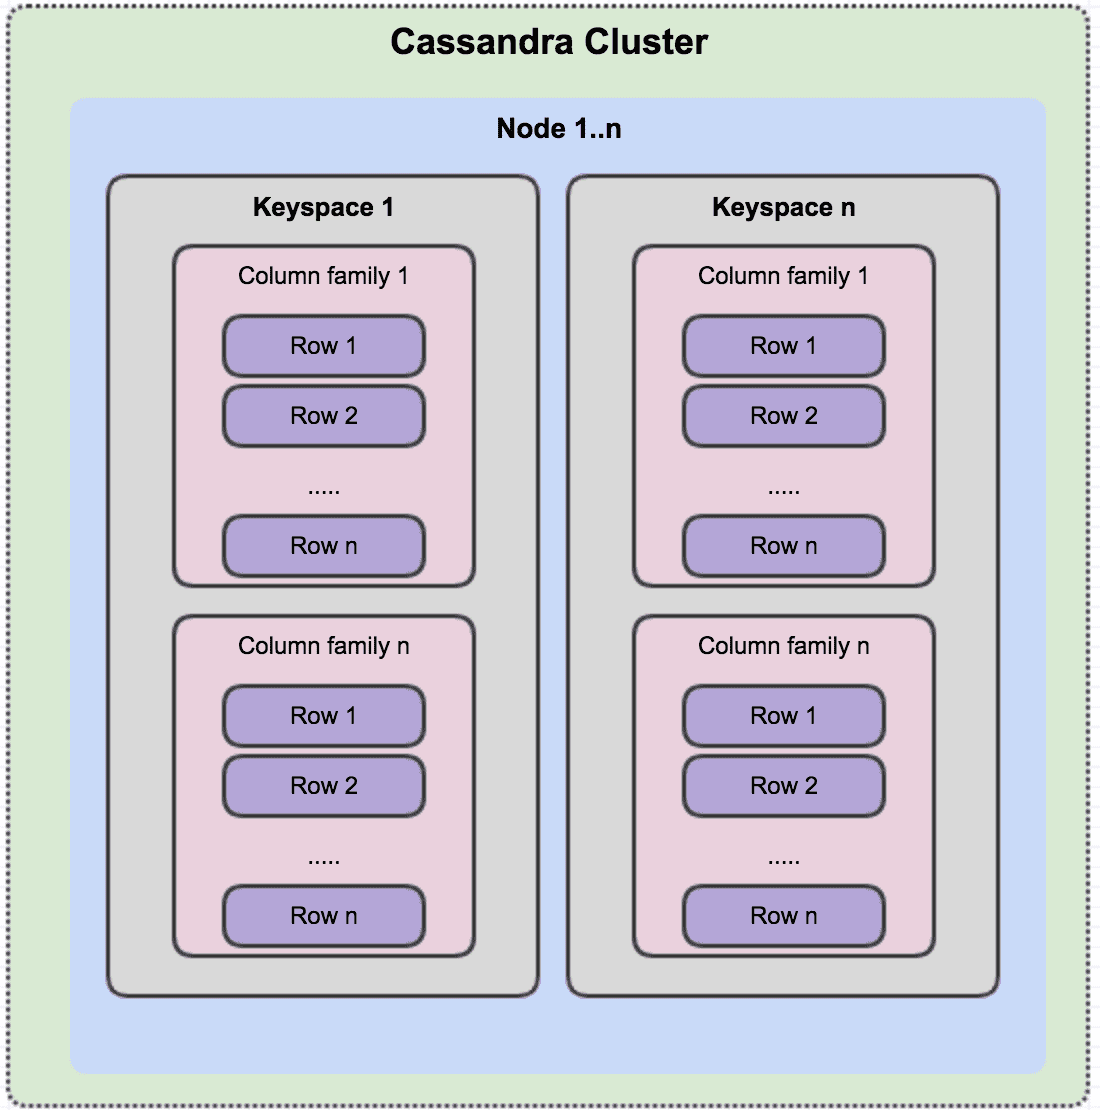 Cassandra Cluster
Node 1..n
Keyspace 1
Column family 1
Row 1
Row 2
.....
Row n
Column family n
Row 1
Row 2
.....
Row n
Keyspace n
Column family 1
Row 1
Row 2
.....
Row n
Column family n
Row 1
Row 2
.....
Row n